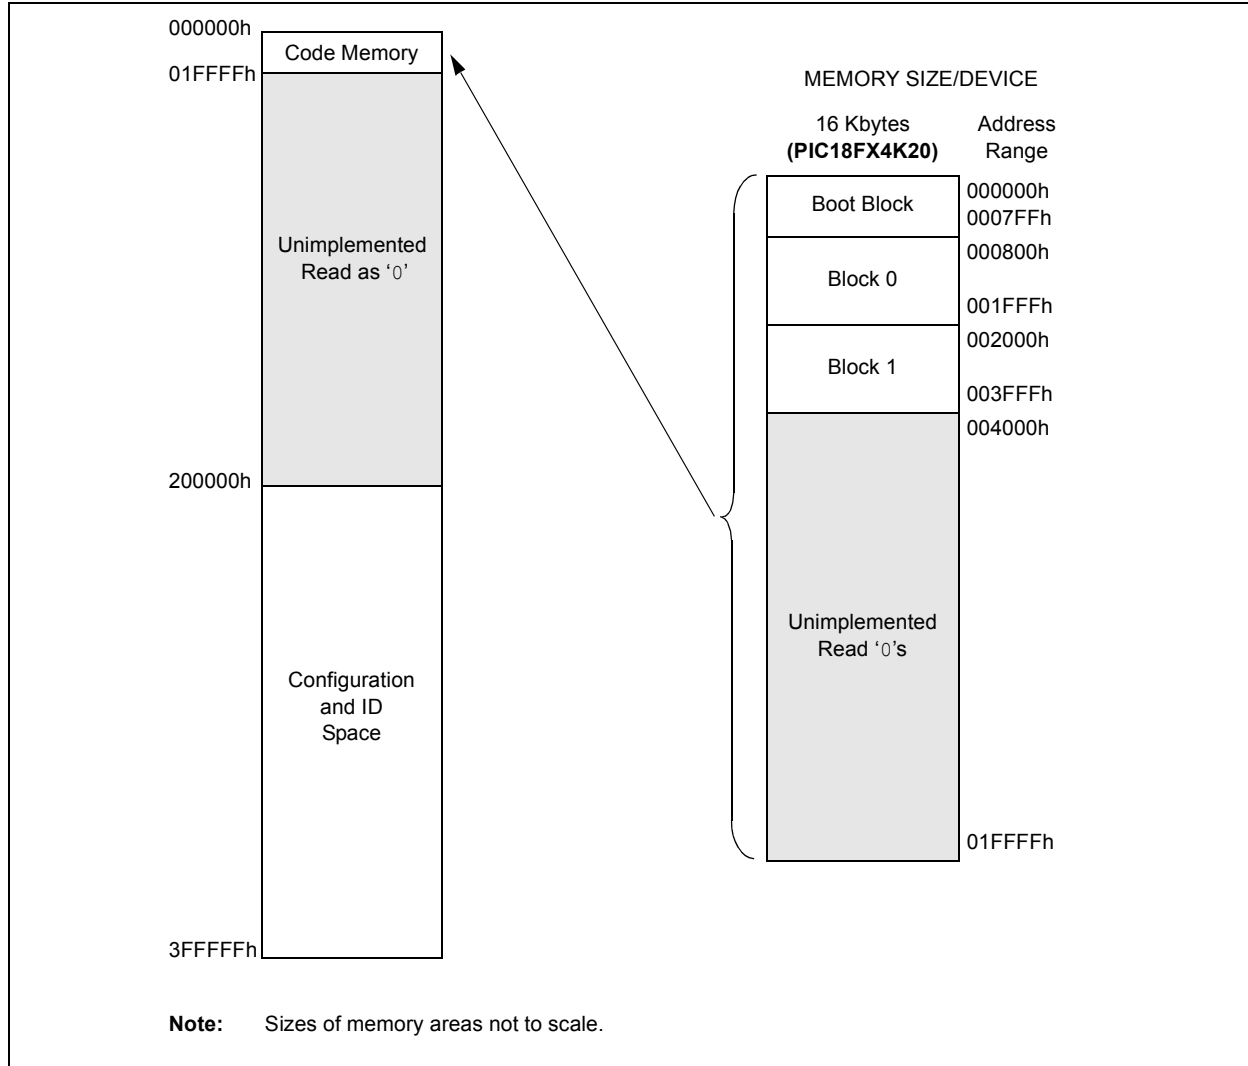 000000h
Code Memory
01FFFFh
Unimplemented
Read as ‘0’
200000h
Configuration
and ID
Space
3FFFFFh
MEMORY SIZE/DEVICE
16 Kbytes
(PIC18FX4K20)
Address
Range
Boot Block
000000h
0007FFh
Block 0
000800h
001FFFh
Block 1
002000h
003FFFh
004000h
Unimplemented
Read ‘0’s
01FFFFh
Note: Sizes of memory areas not to scale.